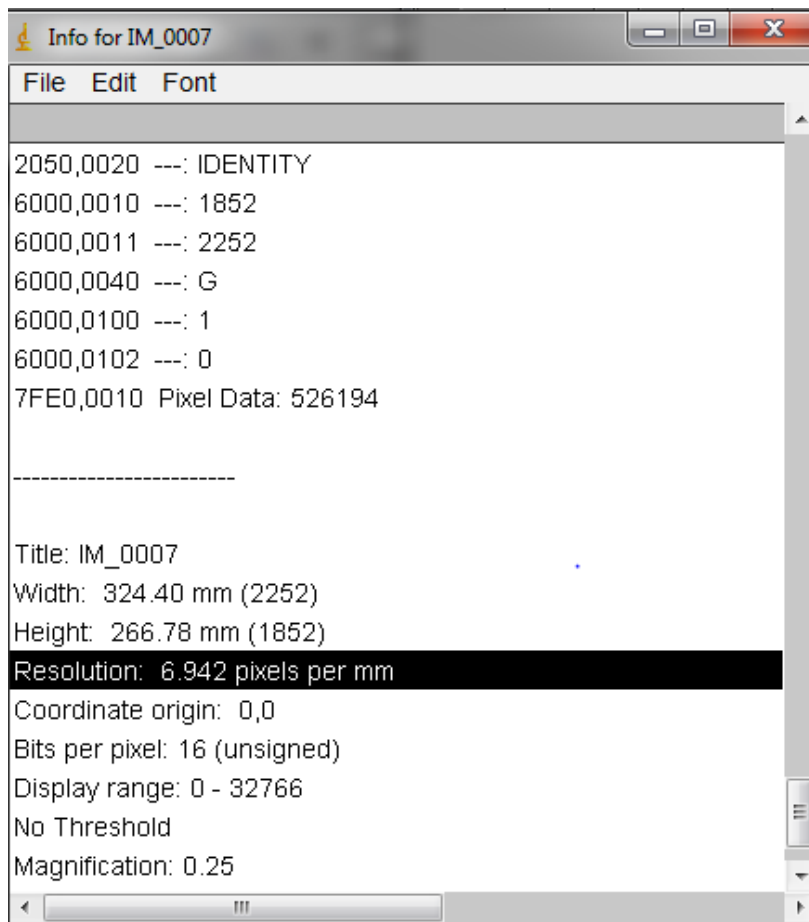 Info for IM_0007
File Edit Font
2050,0020 ---: IDENTITY
6000,0010 ---: 1852
6000,0011 ---: 2252
6000,0040 ---: G
6000,0100 ---: 1
6000,0102 ---: 0
7FE0,0010 Pixel Data: 526194
------------------------
Title: IM_0007
Width: 324.40 mm (2252)
Height: 266.78 mm (1852)
Resolution: 6.942 pixels per mm
Coordinate origin: 0,0
Bits per pixel: 16 (unsigned)
Display range: 0 - 32766
No Threshold
Magnification: 0.25